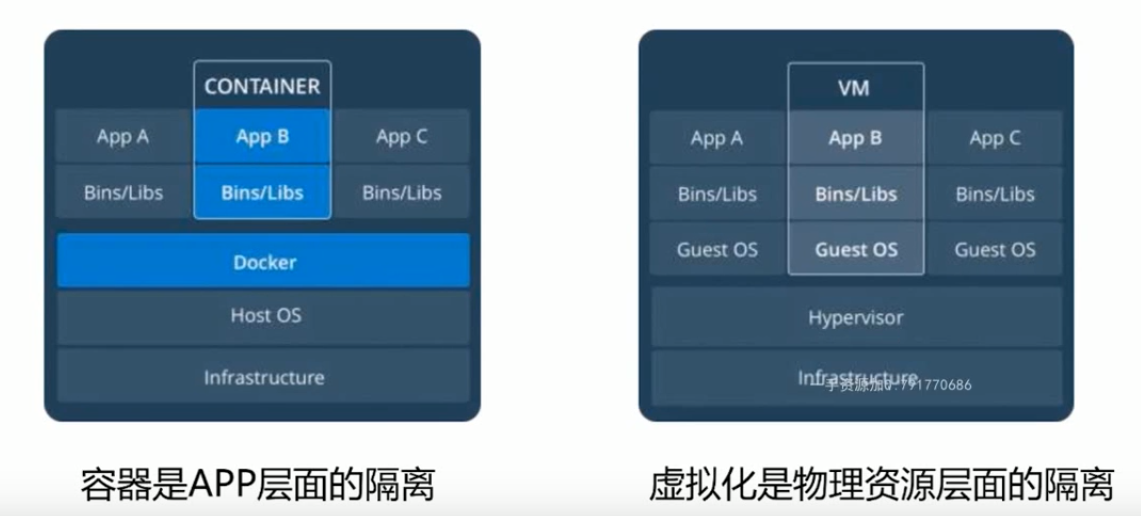 CONTAINER
App A App B App C
Bins/Libs Bins/Libs Bins/Libs
Docker
Host OS
Infrastructure
容器是APP层面的隔离
VM
App A App B App C
Bins/Libs Bins/Libs Bins/Libs
Guest OS Guest OS Guest OS
Hypervisor
Infrastructure
一手资源加Q:791770686
虚拟化是物理资源层面的隔离